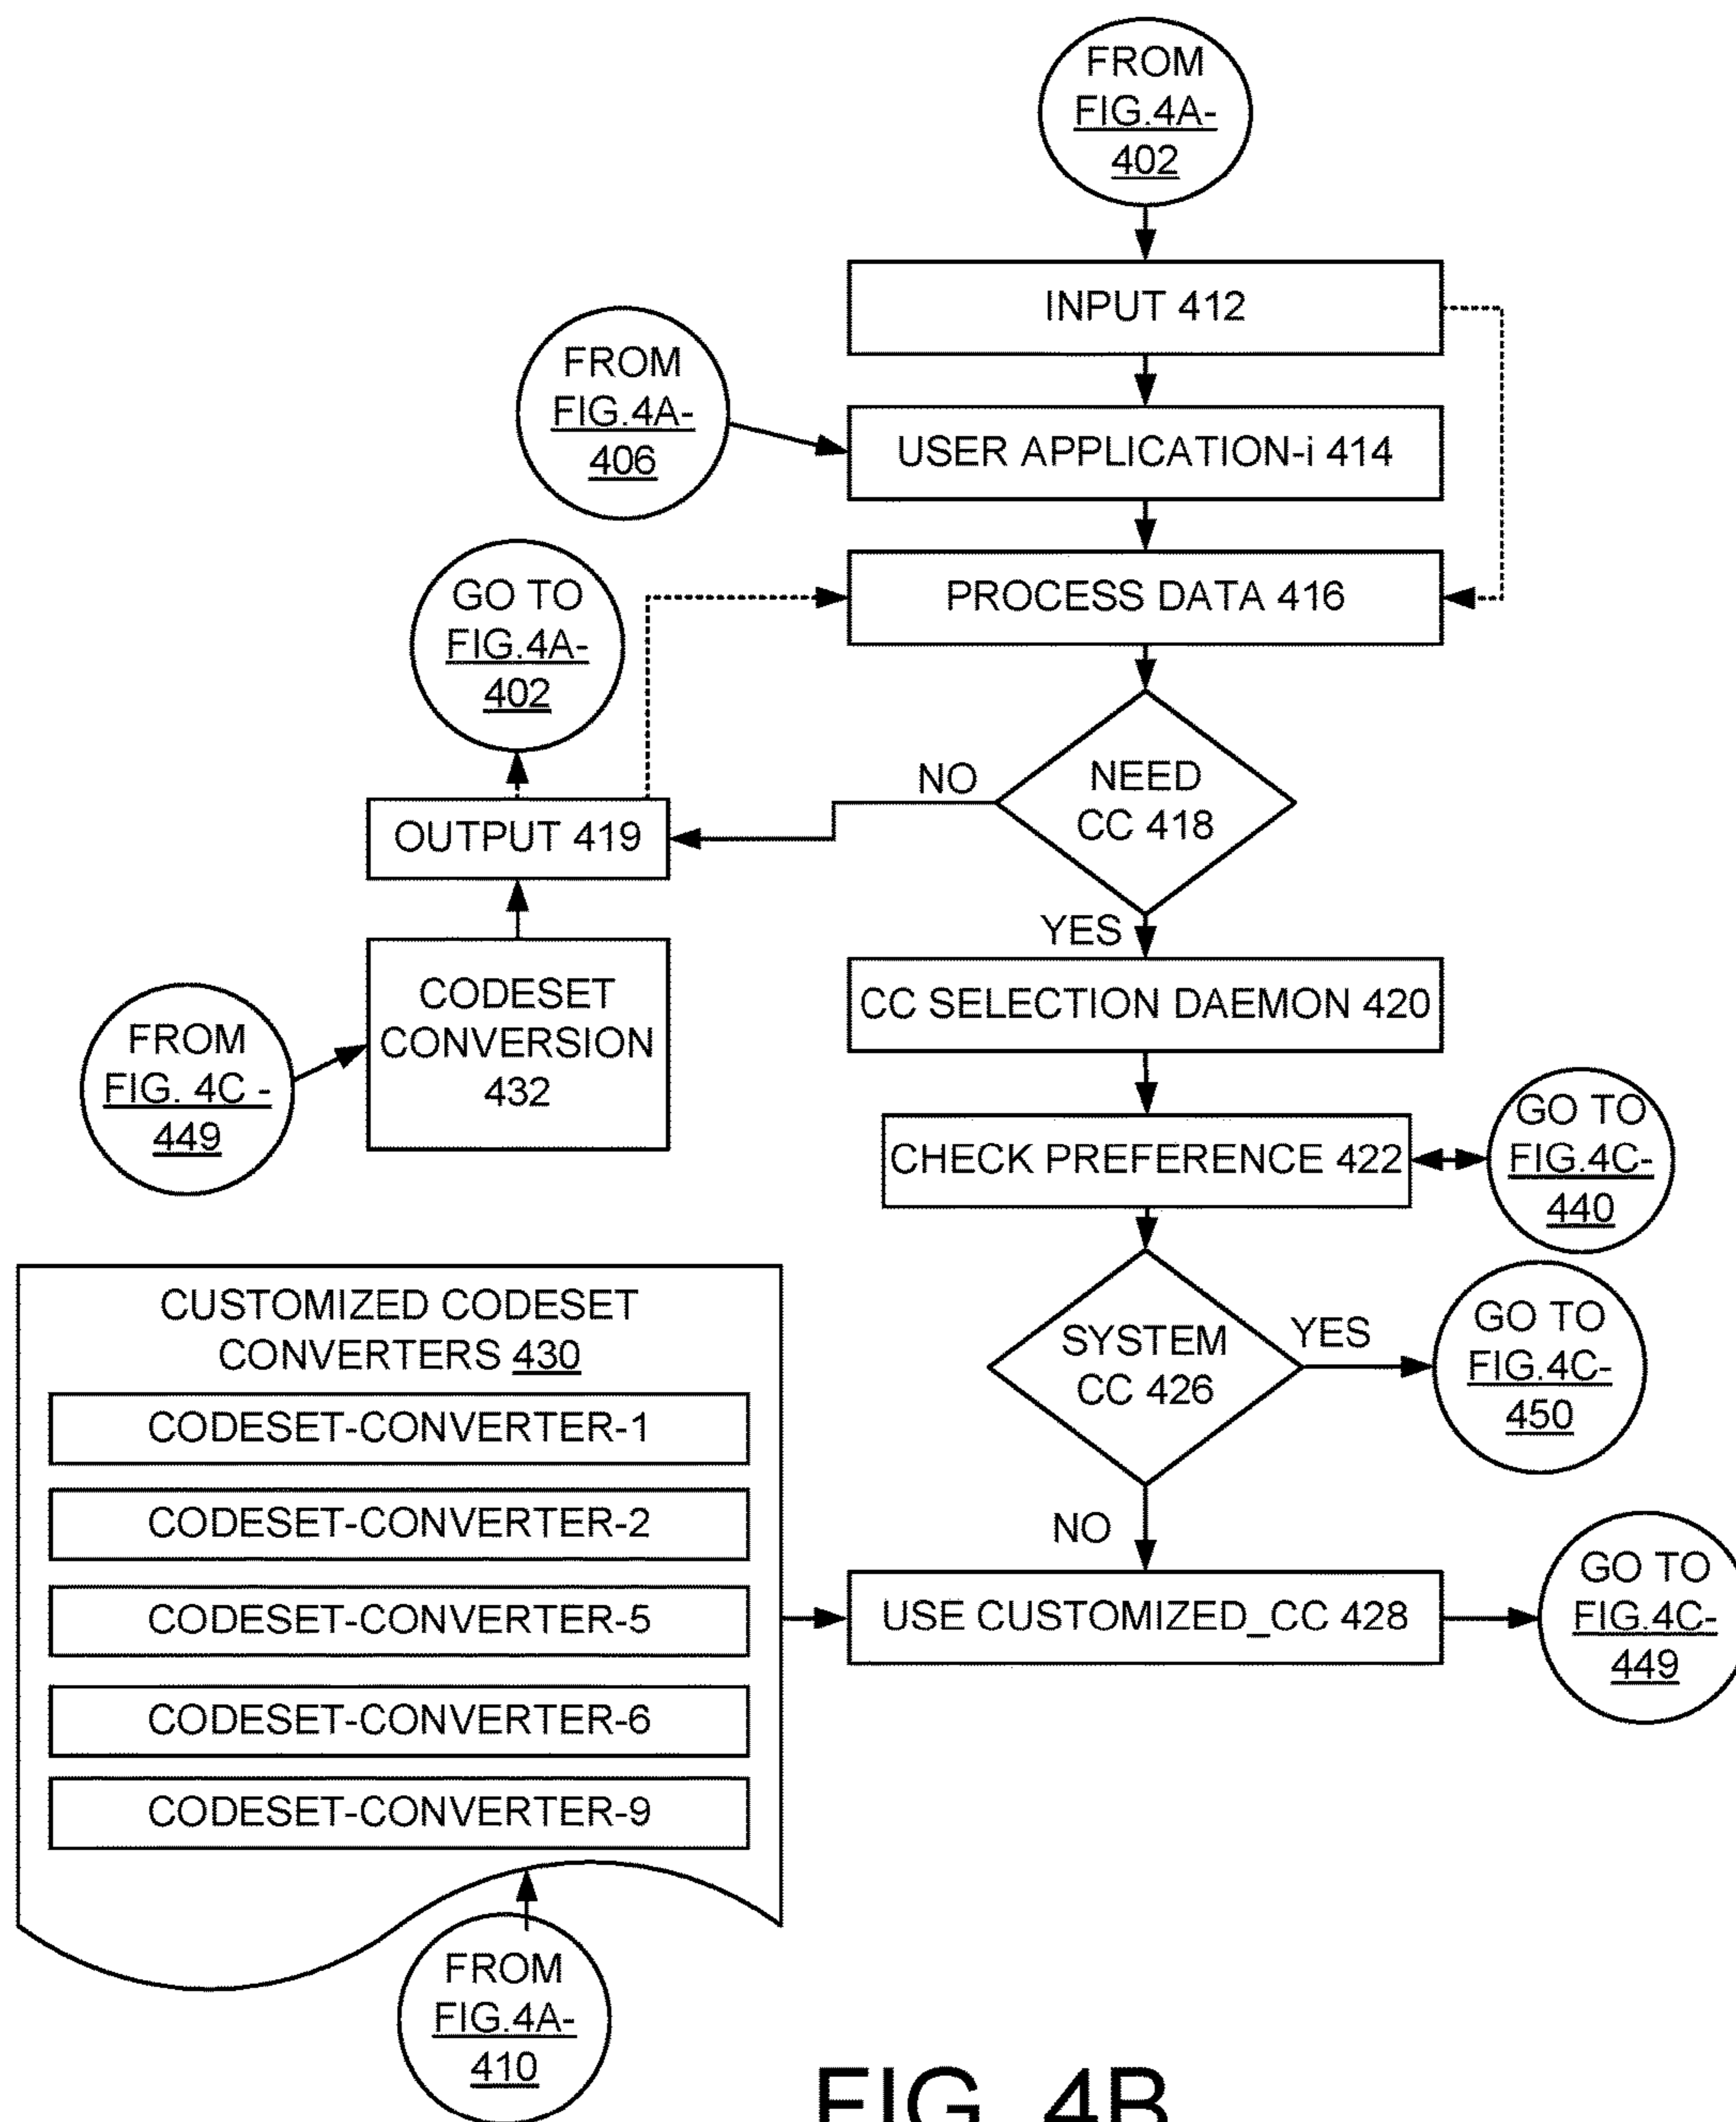 FROM
FIG.4A-
402
INPUT 412
FROM
FIG.4A-
406
USER APPLICATION-i 414
PROCESS DATA 416
GO TO
FIG.4A-
402
NEED
CC 418
NO
OUTPUT 419
YES
CC SELECTION DAEMON 420
CODESET
CONVERSION
432
FROM
FIG. 4C -
449
CHECK PREFERENCE 422
GO TO
FIG.4C-
440
SYSTEM
CC 426
YES
GO TO
FIG.4C-
450
NO
CUSTOMIZED CODESET
CONVERTERS 430
CODESET-CONVERTER-1
CODESET-CONVERTER-2
CODESET-CONVERTER-5
CODESET-CONVERTER-6
CODESET-CONVERTER-9
USE CUSTOMIZED_CC 428
GO TO
FIG.4C-
449
FROM
FIG.4A-
410
FIG. 4B